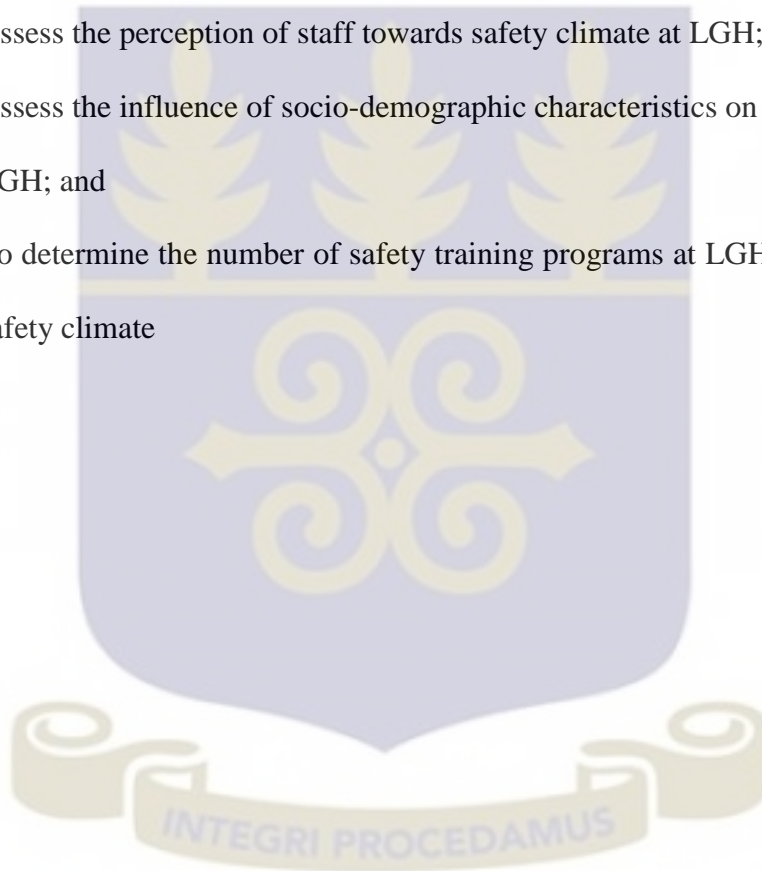 ssess the perception of staff towards safety climate at LGH;
ssess the influence of socio-demographic characteristics on
GH; and
o determine the number of safety training programs at LGH
afety climate
INTEGRI PROCEDAMUS